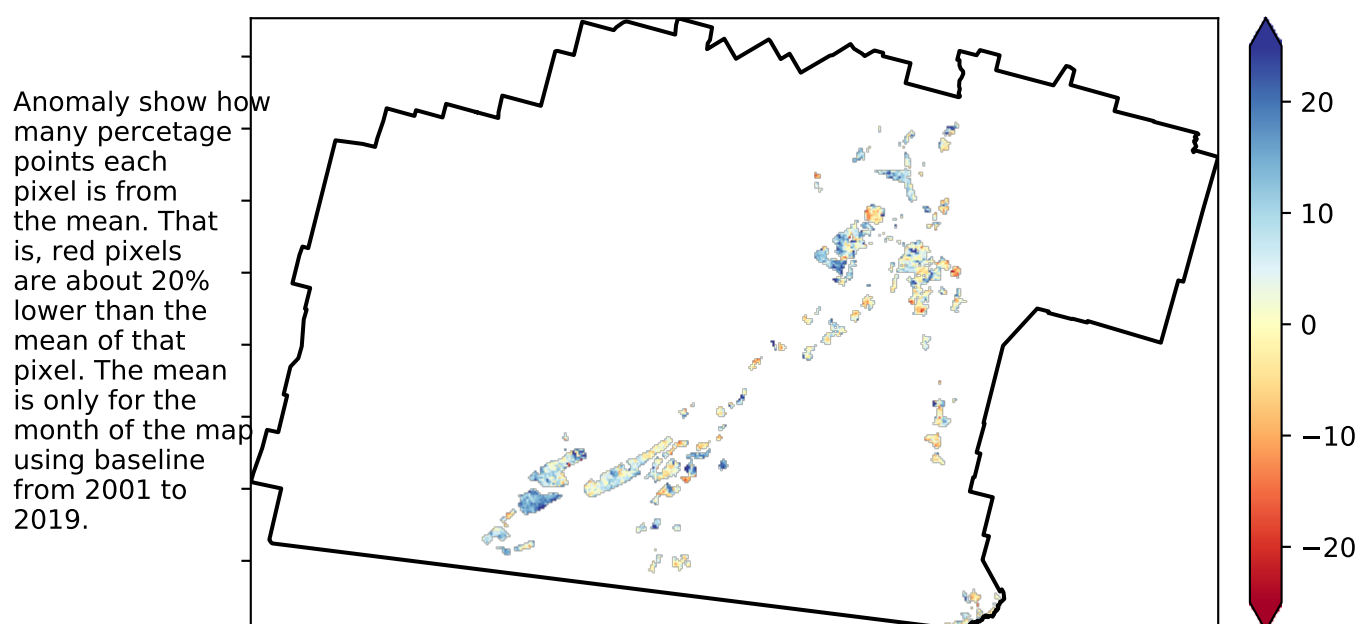 Anomaly show how
many percetage
points each
pixel is from
the mean. That
is, red pixels
are about 20%
lower than the
mean of that
pixel. The mean
is only for the
month of the map
using baseline
from 2001 to
2019.
20
10
0
−10
−20